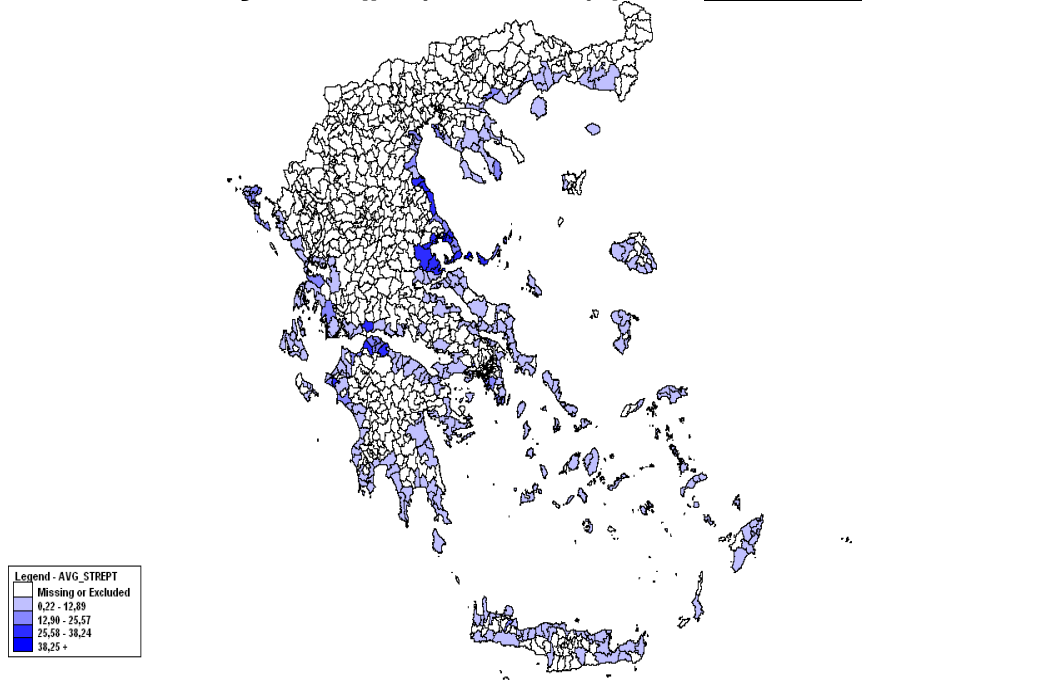 Legend - AVG_STREPT
Missing or Excluded
0,22 - 12,89
12,90 - 25,57
25,58 - 38,24
38,25 +